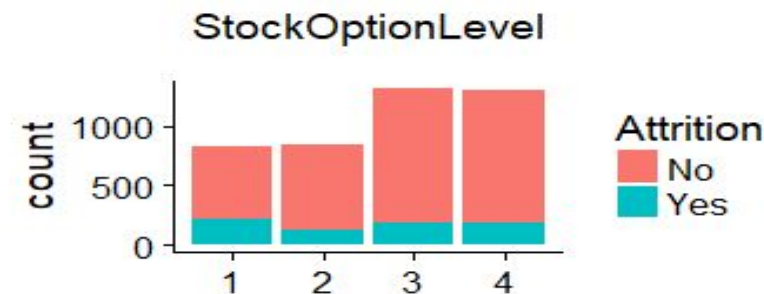 StockOptionLevel
count
1000
500
0
1 2 3 4
Attrition
No
Yes